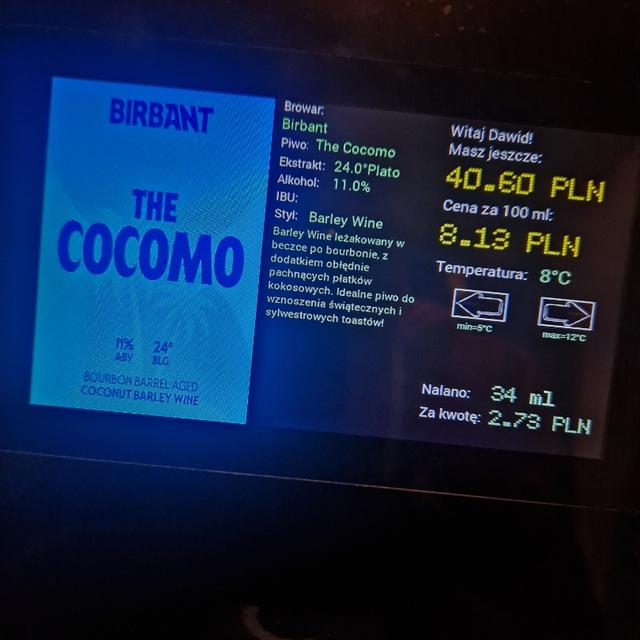 BIRBANT
THE
COCOMO
11% 24°
ABV BLG
BOURBON BARREL AGED
COCONUT BARLEY WINE
Browar:
Birbant
Piwo: The Cocomo
Ekstrakt: 24.0°Plato
Alkohol: 11.0%
IBU:
Styl: Barley Wine
Barley Wine leżakowany w
beczce po bourbonie, z
dodatkiem obłędnie
pachnących płatków
kokosowych. Idealne piwo do
wznoszenia świątecznych i
sylwestrowych toastów!
Witaj Dawid!
Masz jeszcze:
40.60 PLN
Cena za 100 ml:
8.13 PLN
Temperatura: 8°C
min=5°C max=12°C
Nalano: 34 ml
Za kwotę: 2.73 PLN